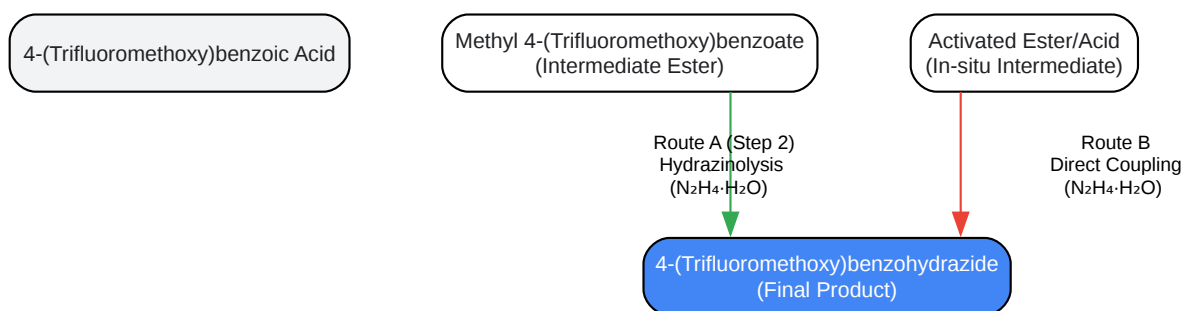 4-(Trifluoromethoxy)benzoic Acid
Methyl 4-(Trifluoromethoxy)benzoate
(Intermediate Ester)
Activated Ester/Acid
(In-situ Intermediate)
Route A (Step 2)
Hydrazinolysis
(N₂H₄·H₂O)
Route B
Direct Coupling
(N₂H₄·H₂O)
4-(Trifluoromethoxy)benzohydrazide
(Final Product)